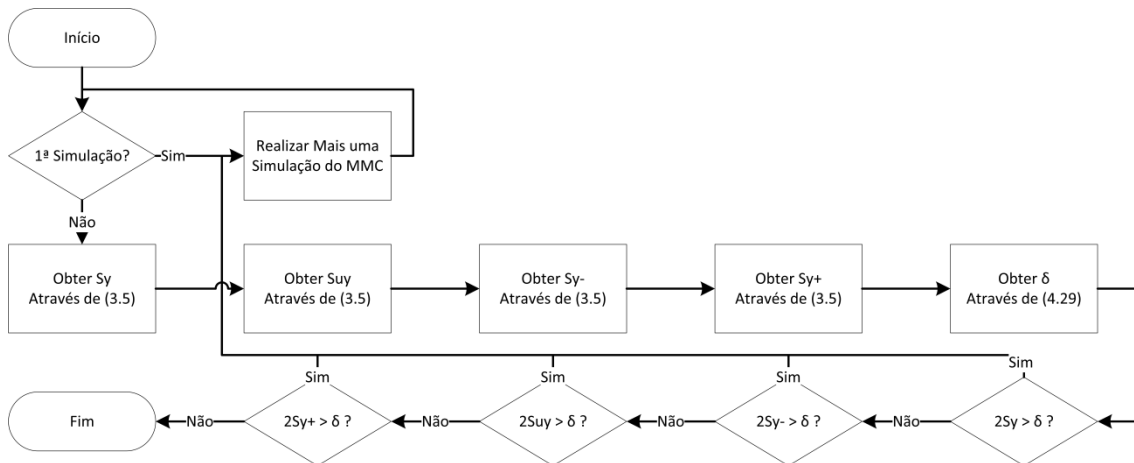 Início
1ª Simulação?
Sim
Realizar Mais uma
Simulação do MMC
Não
Obter Sy
Através de (3.5)
Obter Suy
Através de (3.5)
Obter Sy-
Através de (3.5)
Obter Sy+
Através de (3.5)
Obter δ
Através de (4.29)
Sim
Sim
Sim
Sim
Fim
Não
2Sy+ > δ ?
Não
2Suy > δ ?
Não
2Sy- > δ ?
Não
2Sy > δ ?